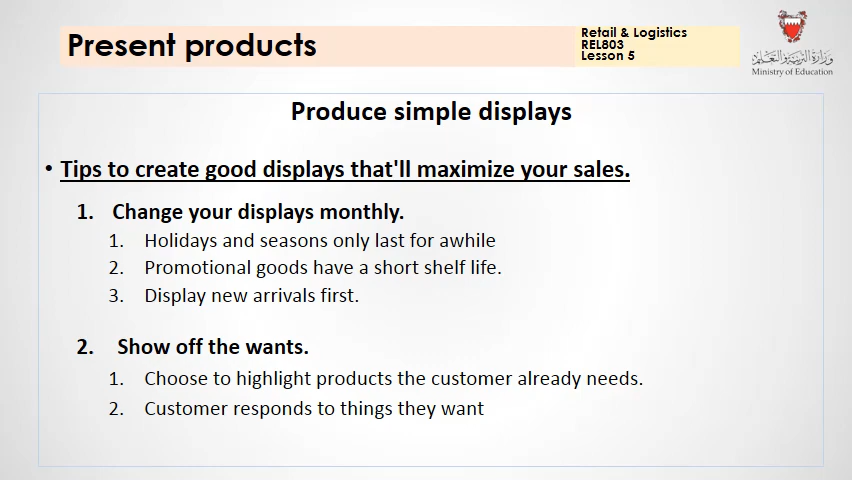 Present products
Retail & Logistics
REL803
Lesson 5
وزارة التربية والتعليم
Ministry of Education
Produce simple displays
• Tips to create good displays that'll maximize your sales.
1. Change your displays monthly.
1. Holidays and seasons only last for awhile
2. Promotional goods have a short shelf life.
3. Display new arrivals first.
2. Show off the wants.
1. Choose to highlight products the customer already needs.
2. Customer responds to things they want